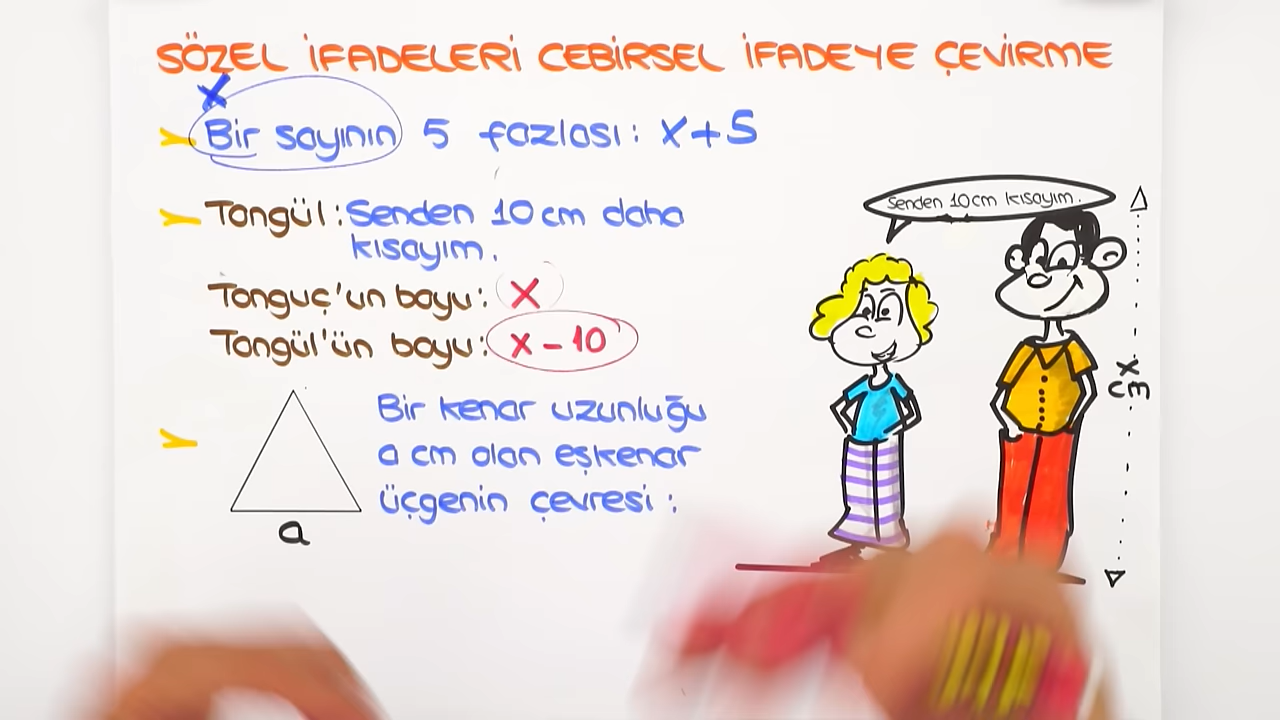 SÖZEL İFADELERİ CEBİRSEL İFADEYE ÇEVİRME
x
Bir sayının 5 fazlası: x+5
Tongül: Senden 10 cm daha
kısayım.
Tonguç'un boyu: x
Tongül'ün boyu: x - 10
Bir kenar uzunluğu
a cm olan eşkenar
üçgenin çevresi:
a
Senden 10 cm kısayım.
x
cm